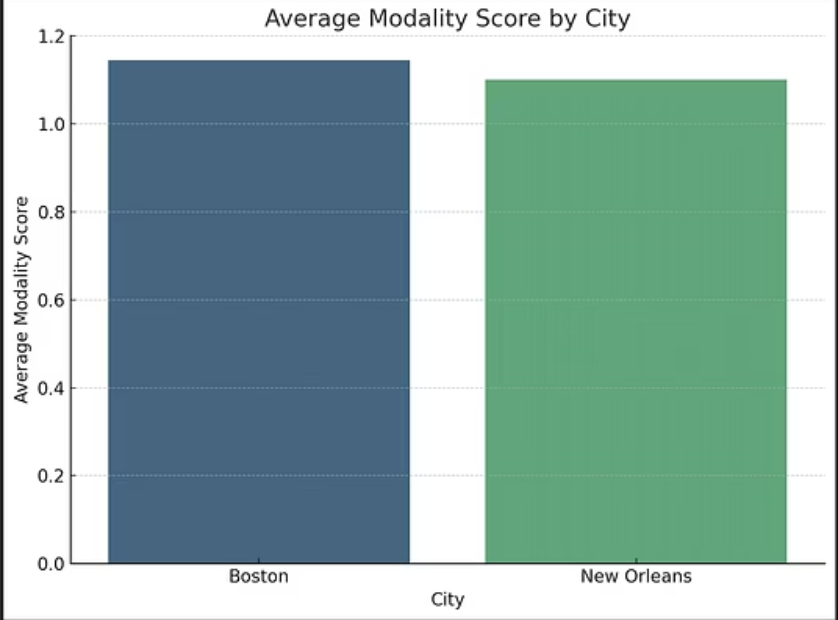 Average Modality Score by City
Average Modality Score
1.2
1.0
0.8
0.6
0.4
0.2
0.0
Boston
New Orleans
City